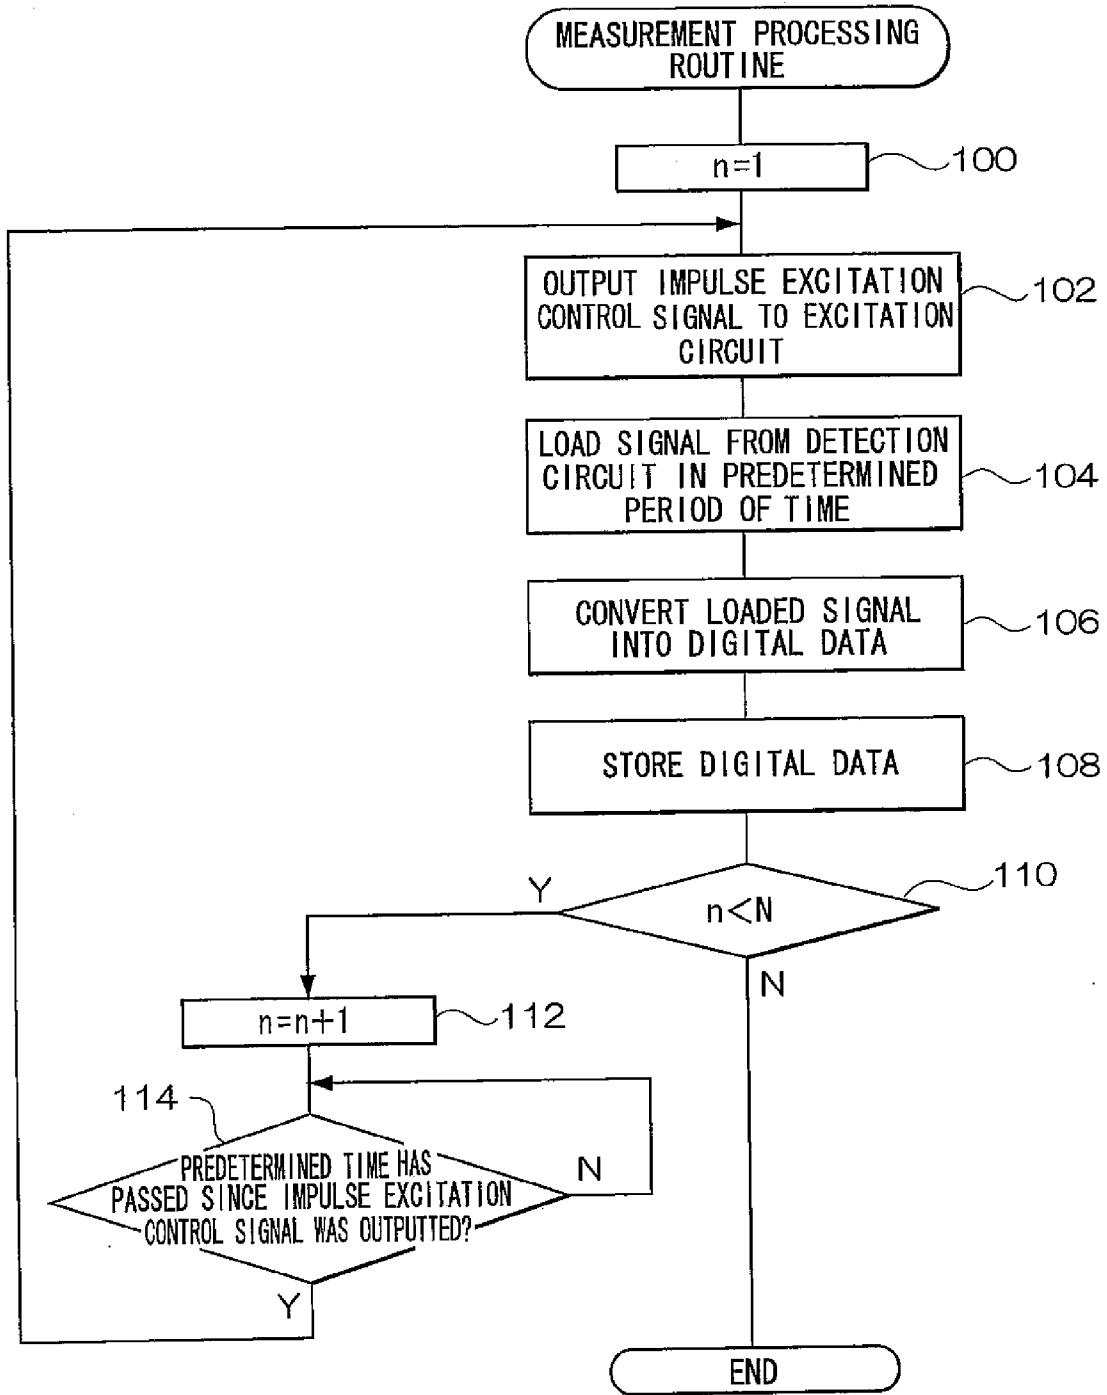 MEASUREMENT PROCESSING
ROUTINE
n=1
100
OUTPUT IMPULSE EXCITATION
CONTROL SIGNAL TO EXCITATION
CIRCUIT
102
LOAD SIGNAL FROM DETECTION
CIRCUIT IN PREDETERMINED
PERIOD OF TIME
104
CONVERT LOADED SIGNAL
INTO DIGITAL DATA
106
STORE DIGITAL DATA
108
Y
n<N
110
N
n=n+1
112
114
PREDETERMINED TIME HAS
PASSED SINCE IMPULSE EXCITATION
CONTROL SIGNAL WAS OUTPUTTED?
N
Y
END